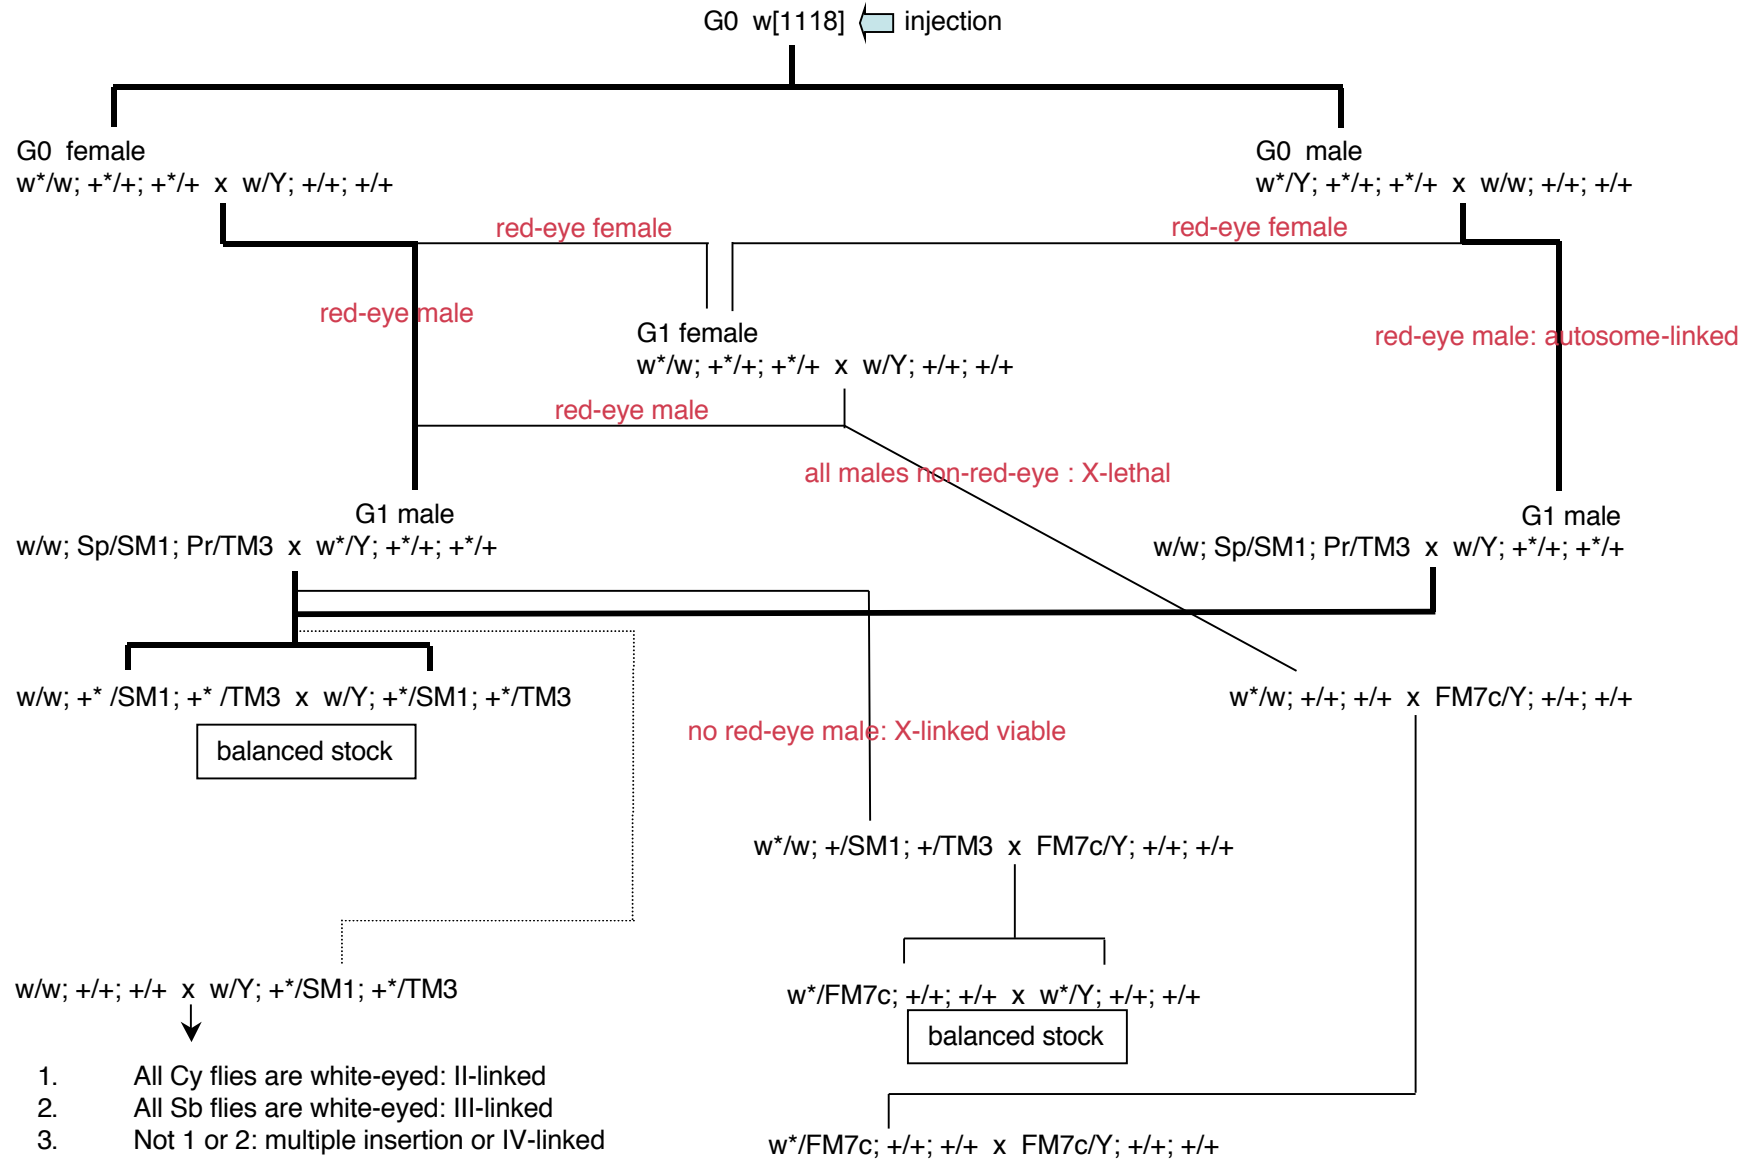 G0 w[1118] injection
G0 female
w*/w; +*/+; +*/+ x w/Y; +/+; +/+
G0 male
w*/Y; +*/+; +*/+ x w/w; +/+; +/+
red-eye female
red-eye female
red-eye male
G1 female
w*/w; +*/+; +*/+ x w/Y; +/+; +/+
red-eye male: autosome-linked
red-eye male
all males non-red-eye : X-lethal
G1 male
w/w; Sp/SM1; Pr/TM3 x w*/Y; +*/+; +*/+
G1 male
w/w; Sp/SM1; Pr/TM3 x w/Y; +*/+; +*/+
w/w; +* /SM1; +* /TM3 x w/Y; +*/SM1; +*/TM3
balanced stock
w*/w; +/+; +/+ x FM7c/Y; +/+; +/+
no red-eye male: X-linked viable
w*/w; +/SM1; +/TM3 x FM7c/Y; +/+; +/+
w/w; +/+; +/+ x w/Y; +*/SM1; +*/TM3
w*/FM7c; +/+; +/+ x w*/Y; +/+; +/+
balanced stock
1. All Cy flies are white-eyed: II-linked
2. All Sb flies are white-eyed: III-linked
3. Not 1 or 2: multiple insertion or IV-linked
w*/FM7c; +/+; +/+ x FM7c/Y; +/+; +/+